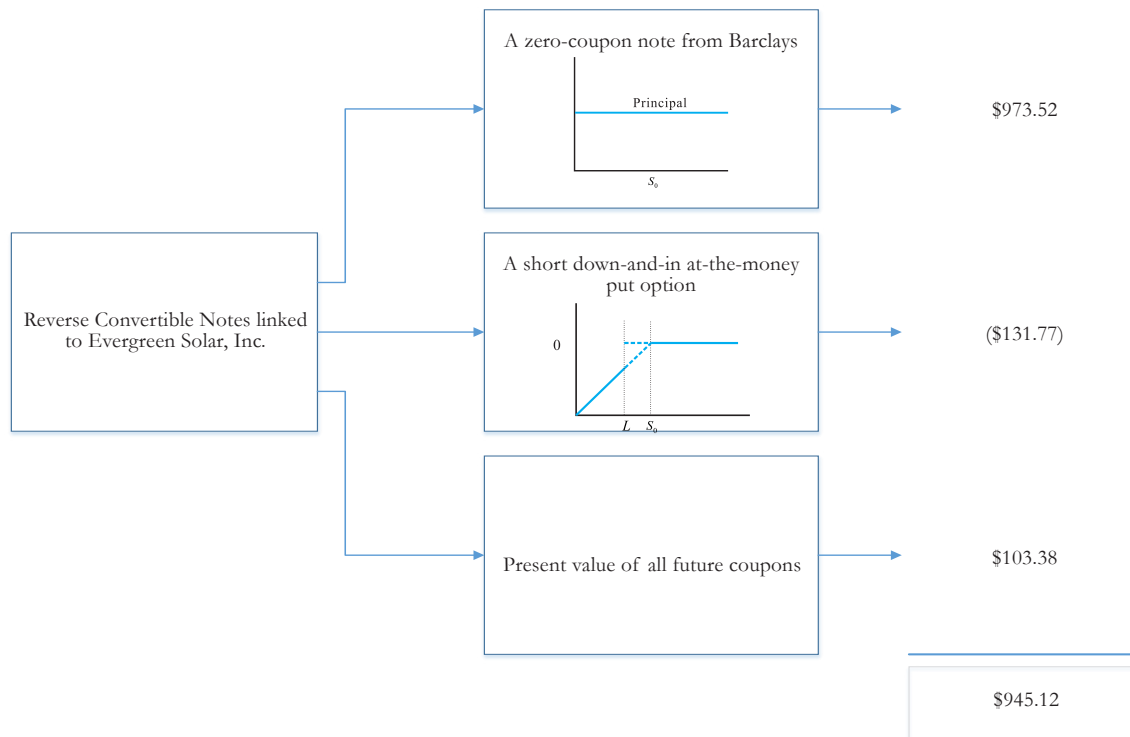 A zero-coupon note from Barclays
Principal
S₀
$973.52
Reverse Convertible Notes linked
to Evergreen Solar, Inc.
A short down-and-in at-the-money
put option
0
L
S₀
($131.77)
Present value of all future coupons
$103.38
$945.12